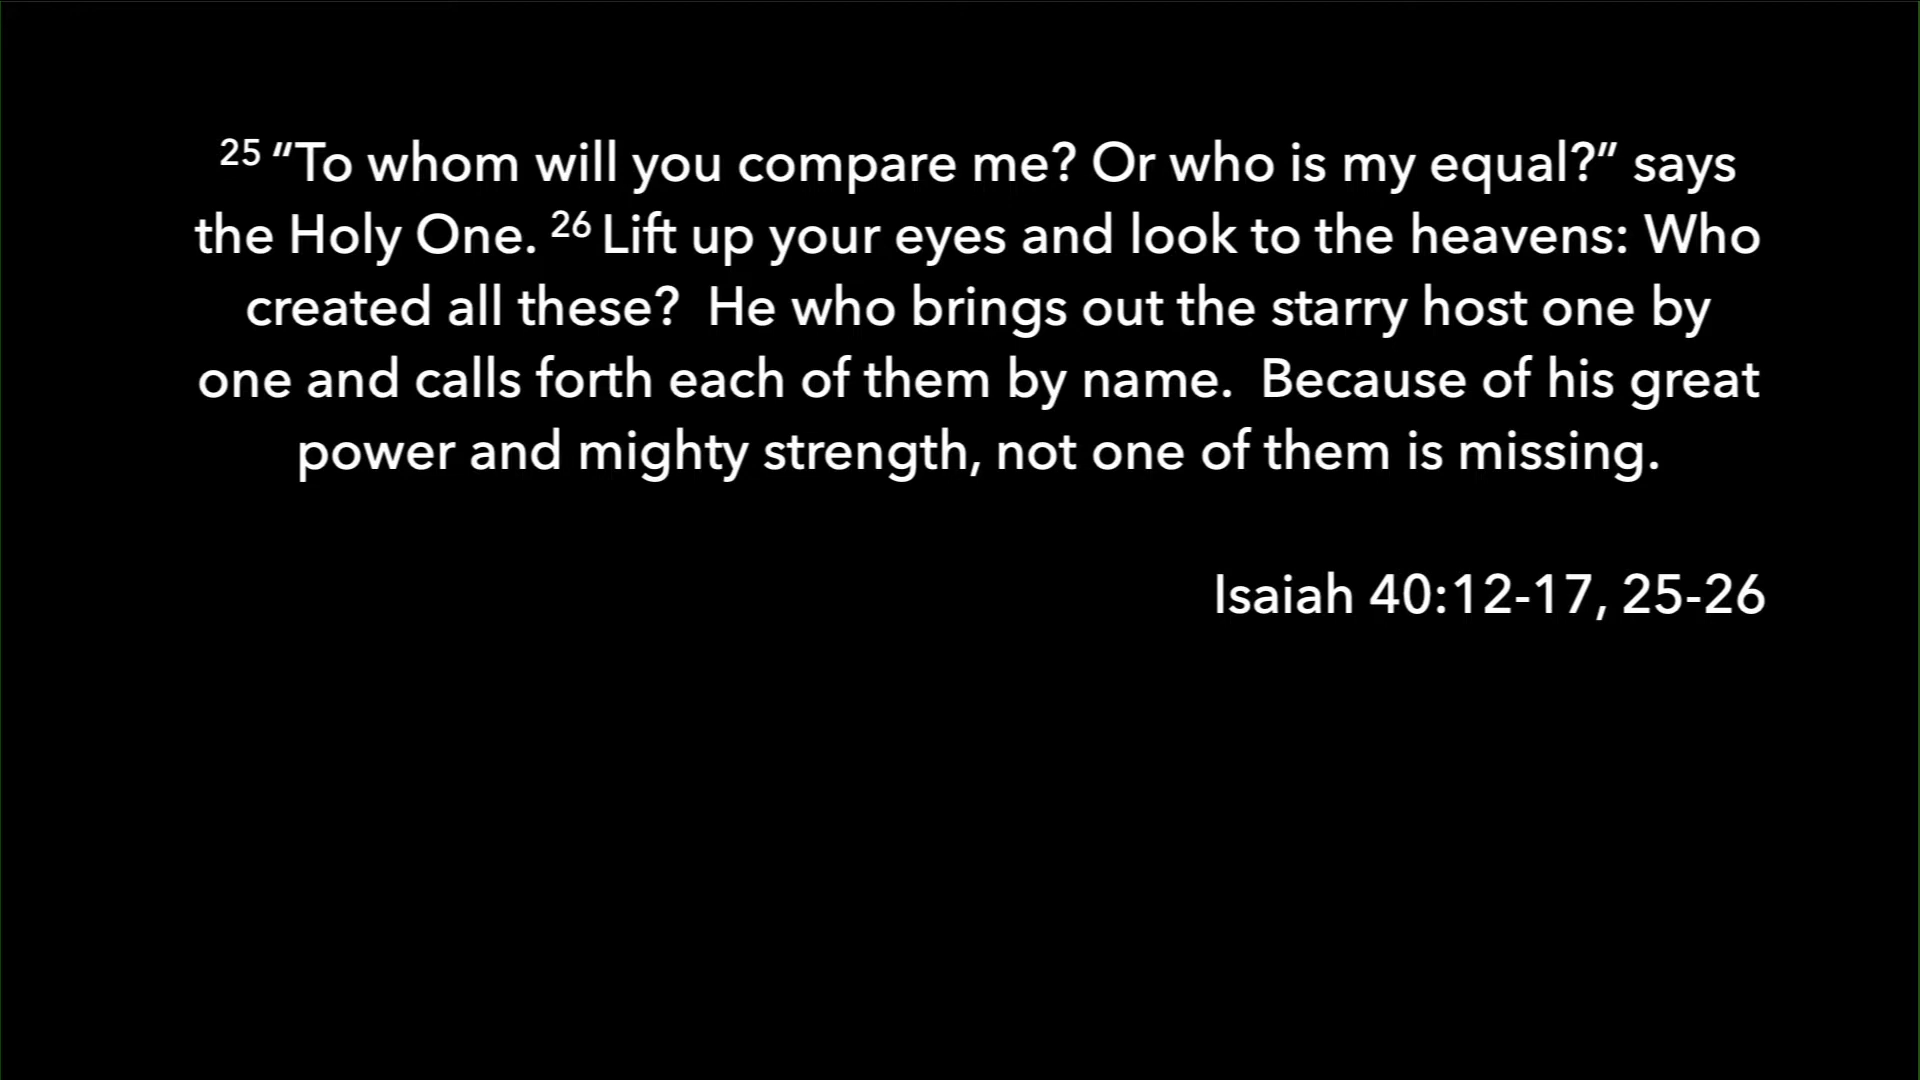 25 “To whom will you compare me? Or who is my equal?” says
the Holy One. 26 Lift up your eyes and look to the heavens: Who
created all these?  He who brings out the starry host one by
one and calls forth each of them by name.  Because of his great
power and mighty strength, not one of them is missing.
Isaiah 40:12-17, 25-26